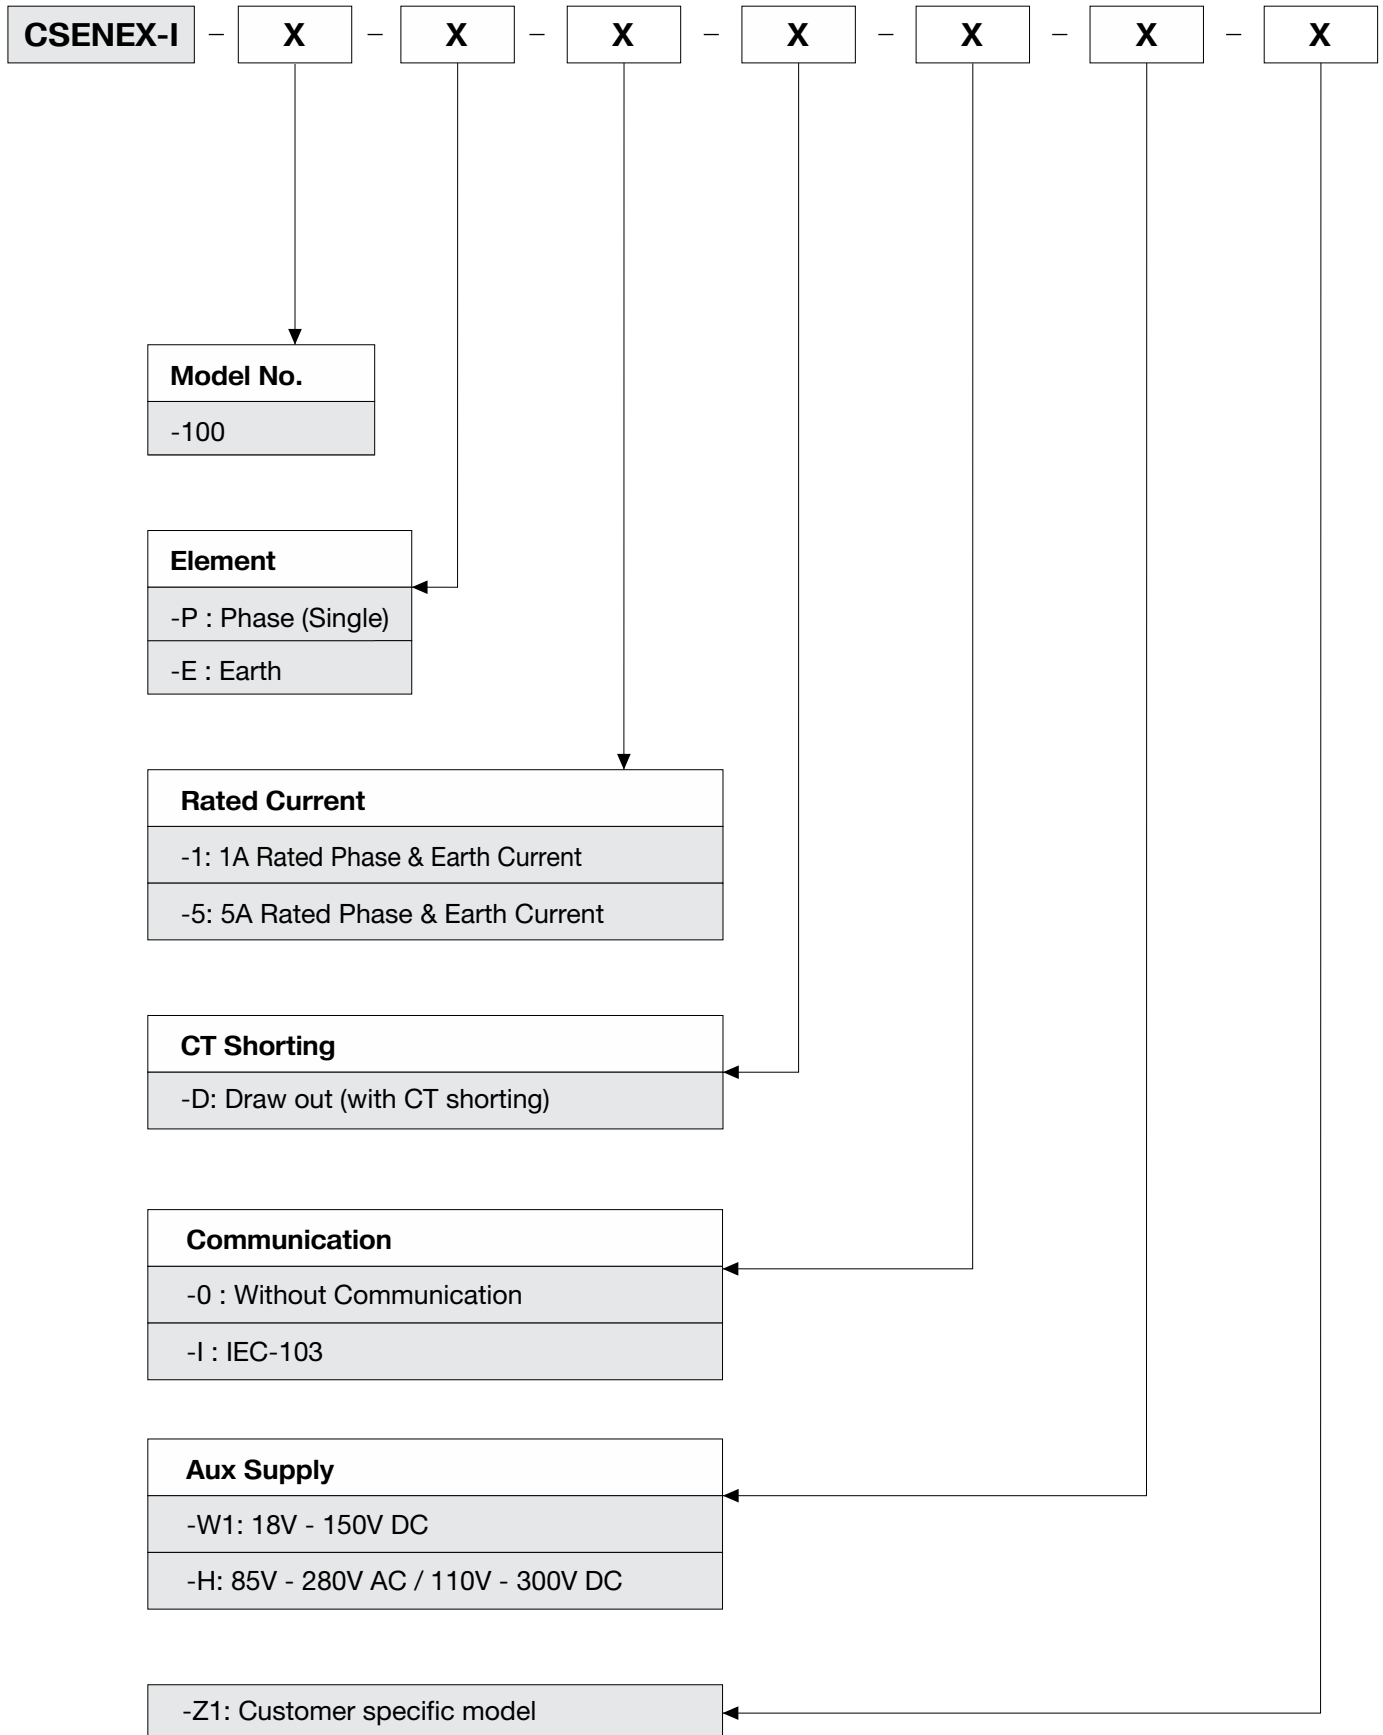 CSENEX-I – X – X – X – X – X – X – X
Model No.
-100
Element
-P : Phase (Single)
-E : Earth
Rated Current
-1: 1A Rated Phase & Earth Current
-5: 5A Rated Phase & Earth Current
CT Shorting
-D: Draw out (with CT shorting)
Communication
-0 : Without Communication
-I : IEC-103
Aux Supply
-W1: 18V - 150V DC
-H: 85V - 280V AC / 110V - 300V DC
-Z1: Customer specific model